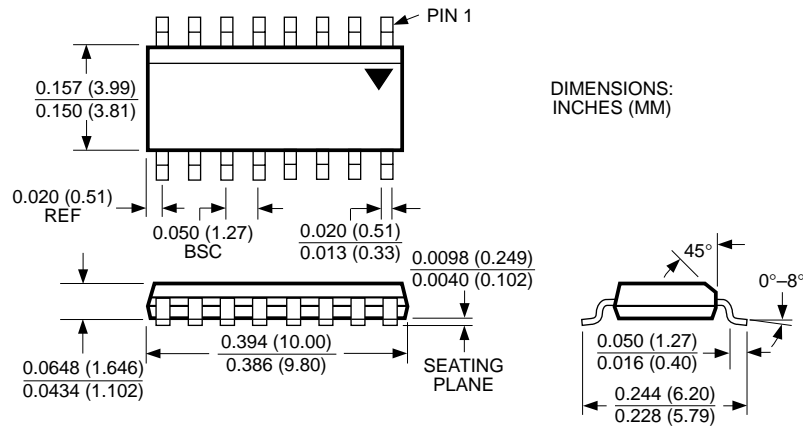 PIN 1
0.157 (3.99)
0.150 (3.81)
DIMENSIONS:
INCHES (MM)
0.020 (0.51)
REF
0.050 (1.27)
BSC
0.020 (0.51)
0.013 (0.33)
0.0098 (0.249)
0.0040 (0.102)
45°
0°–8°
0.0648 (1.646)
0.0434 (1.102)
0.394 (10.00)
0.386 (9.80)
SEATING
PLANE
0.050 (1.27)
0.016 (0.40)
0.244 (6.20)
0.228 (5.79)